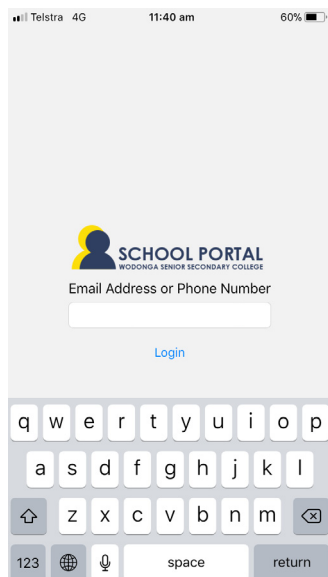 Telstra 4G 11:40 am 60%
SCHOOL PORTAL
WODONGA SENIOR SECONDARY COLLEGE
Email Address or Phone Number
Login
q w e r t y u i o p
a s d f g h j k l
z x c v b n m
123 space return